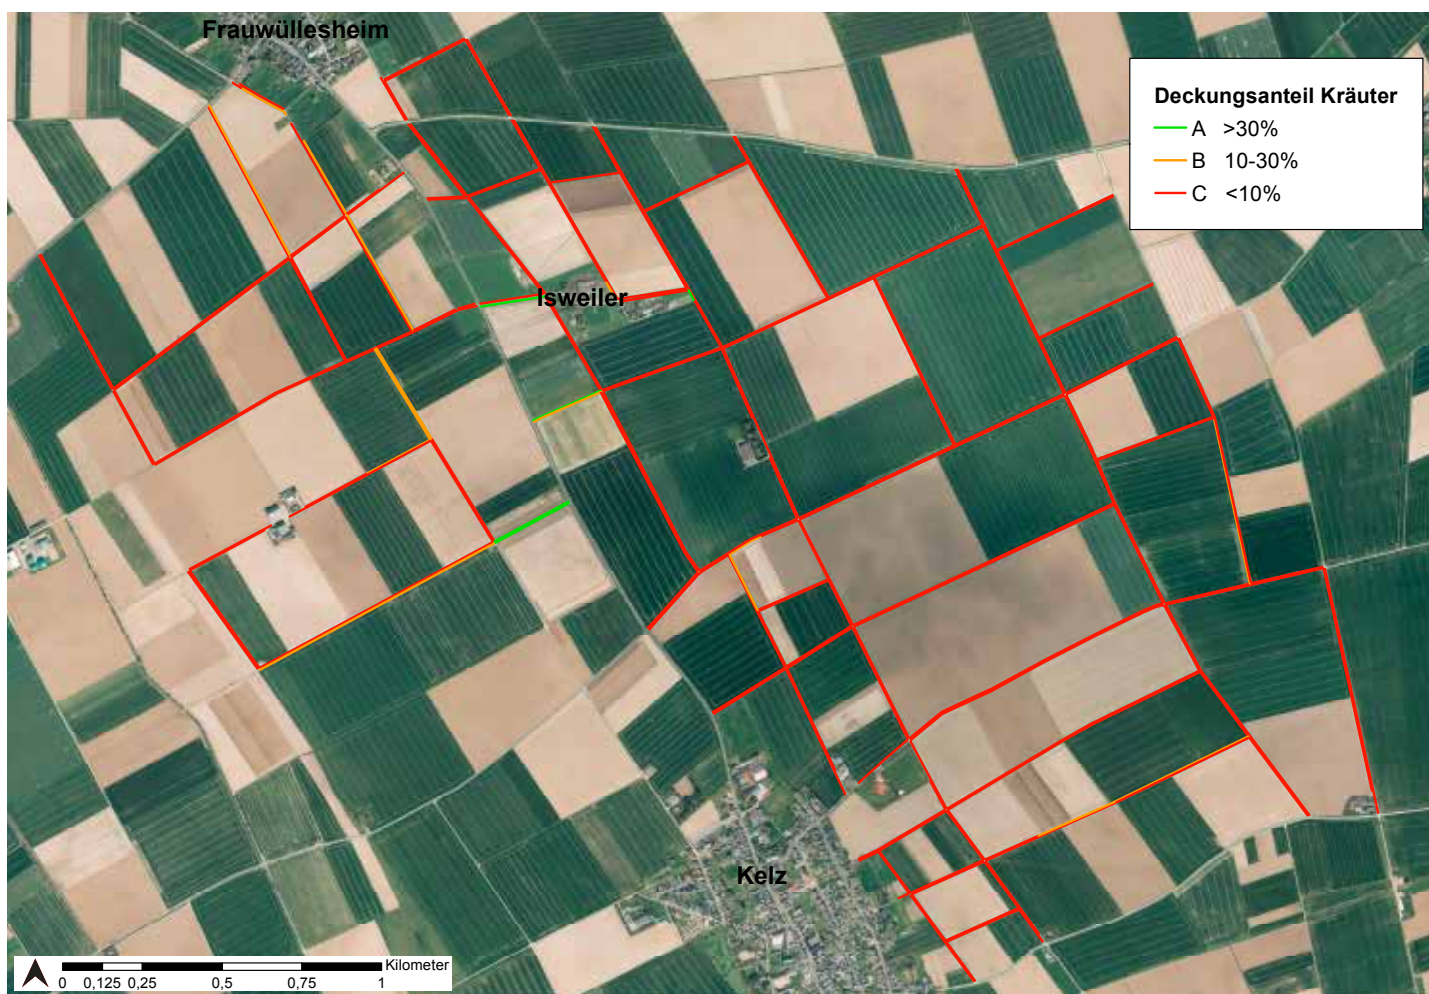 Frauwüllesheim
Deckungsanteil Kräuter
A >30%
B 10-30%
C <10%
Isweiler
Kelz
Kilometer
0 0,125 0,25 0,5 0,75 1